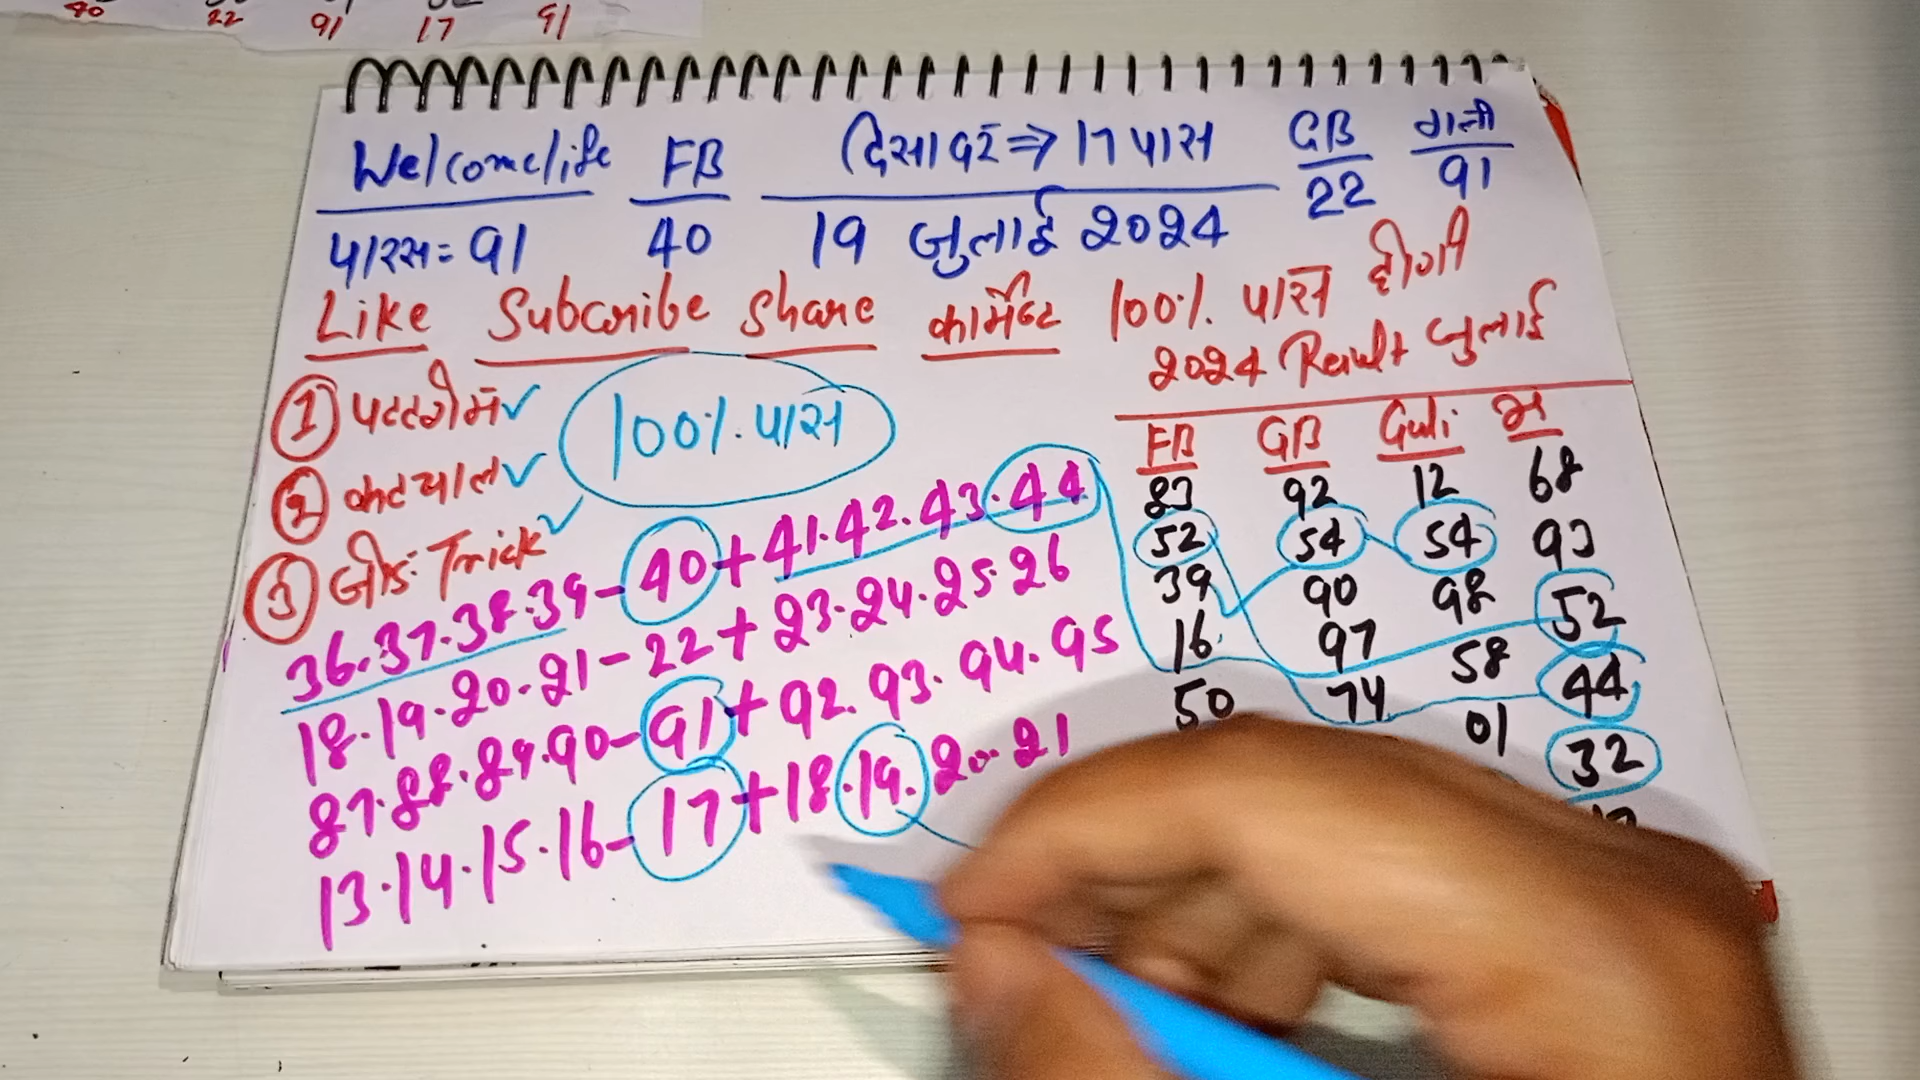 40 22 91 17 91
Welcomelife FB दिसावर ⇒ 17 पास GB गली
पारस = 91 40 19 जुलाई 2024 22 91
Like Subcribe Share कामेंन्ट 100%. पास होगी
2024 Result जुलाई
① ✓
② ✓
③ जोड़: Trick ✓
100%. पास
FB GB Guli
83 92 12 68
52 54 54 93
39 90 98 52
16 97 58 44
50 74 01 32
36.37.38.39-40+41.42.43.44
18.19.20.21-22+23.24.25.26
87.88.89.90-91+92.93.94.95
13.14.15.16-17+18.19.20.21